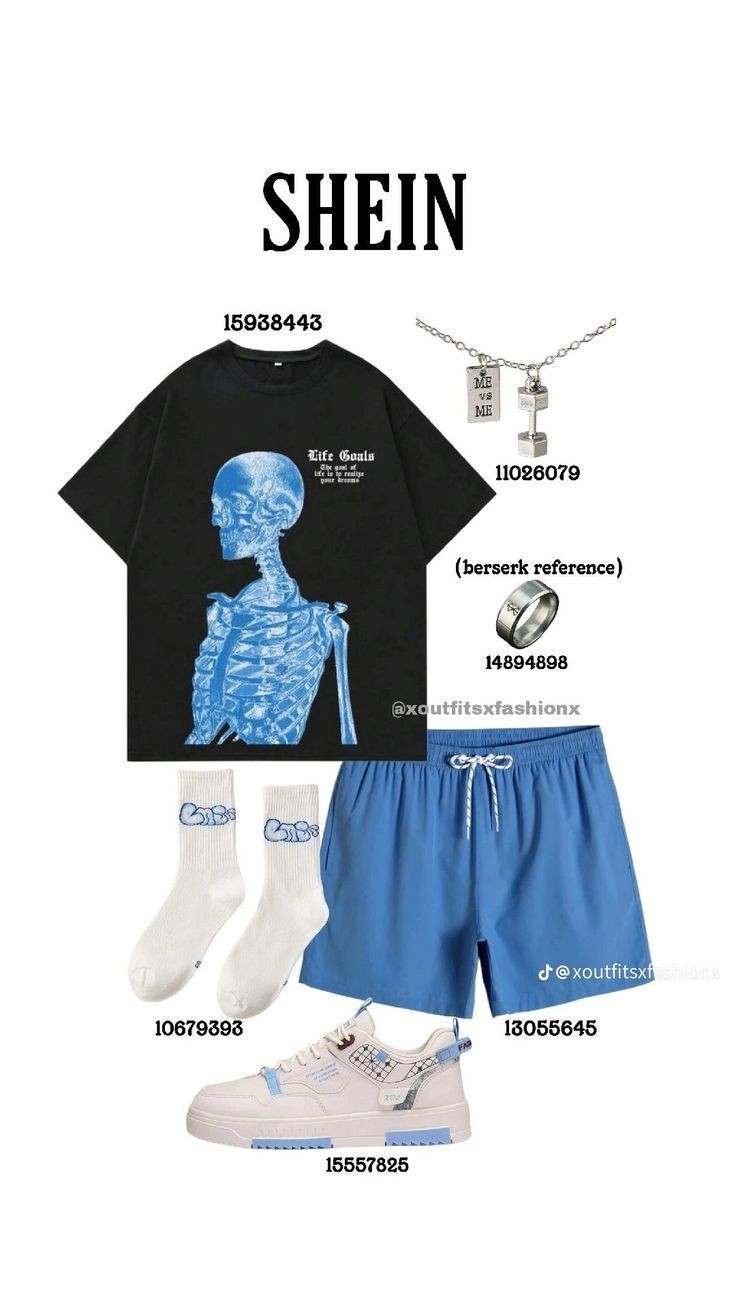 SHEIN
15938443
ME
VS
ME
11026079
Life Goals
The goal of
life is to realize
your dreams
(berserk reference)
14894898
@xoutfitsxfashionx
@xoutfitsxfashionx
10679393
13055645
15557825